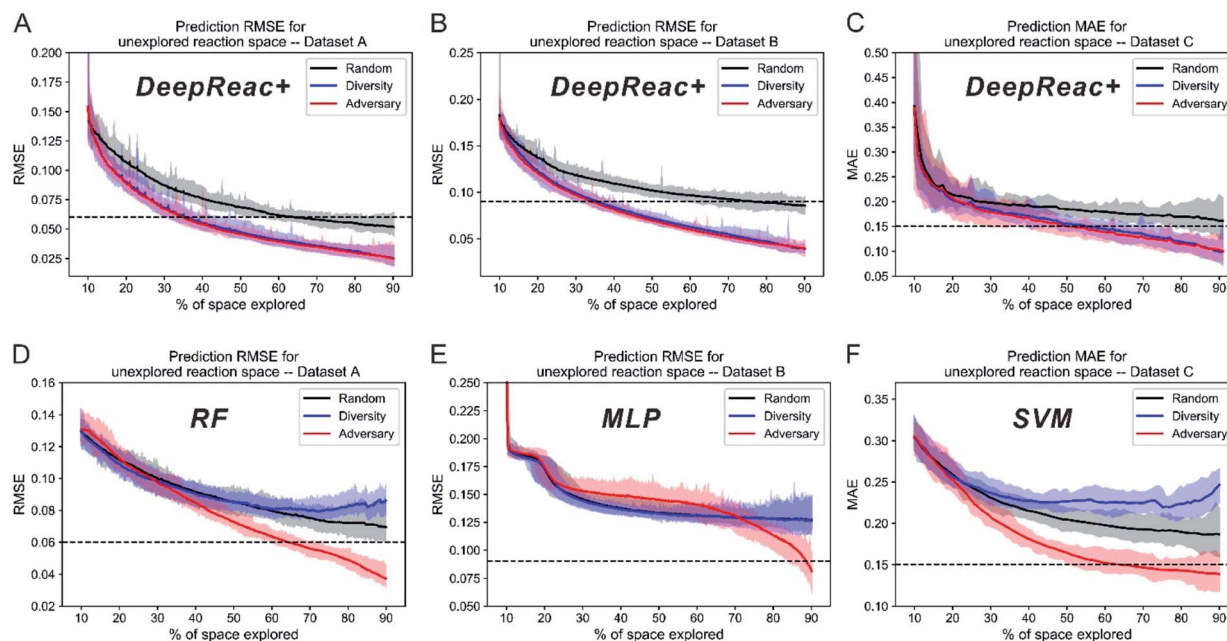 A
Prediction RMSE for
unexplored reaction space -- Dataset A
0.200
0.175
0.150
0.125
0.100
0.075
0.050
0.025
RMSE
DeepReac+
Random
Diversity
Adversary
10 20 30 40 50 60 70 80 90
% of space explored
B
Prediction RMSE for
unexplored reaction space -- Dataset B
0.25
0.20
0.15
0.10
0.05
RMSE
DeepReac+
Random
Diversity
Adversary
10 20 30 40 50 60 70 80 90
% of space explored
C
Prediction MAE for
unexplored reaction space -- Dataset C
0.50
0.45
0.40
0.35
0.30
0.25
0.20
0.15
0.10
0.05
MAE
DeepReac+
Random
Diversity
Adversary
10 20 30 40 50 60 70 80 90
% of space explored
D
Prediction RMSE for
unexplored reaction space -- Dataset A
0.16
0.14
0.12
0.10
0.08
0.06
0.04
0.02
RMSE
RF
Random
Diversity
Adversary
10 20 30 40 50 60 70 80 90
% of space explored
E
Prediction RMSE for
unexplored reaction space -- Dataset B
0.250
0.225
0.200
0.175
0.150
0.125
0.100
0.075
0.050
RMSE
MLP
Random
Diversity
Adversary
10 20 30 40 50 60 70 80 90
% of space explored
F
Prediction MAE for
unexplored reaction space -- Dataset C
0.35
0.30
0.25
0.20
0.15
0.10
MAE
SVM
Random
Diversity
Adversary
10 20 30 40 50 60 70 80 90
% of space explored